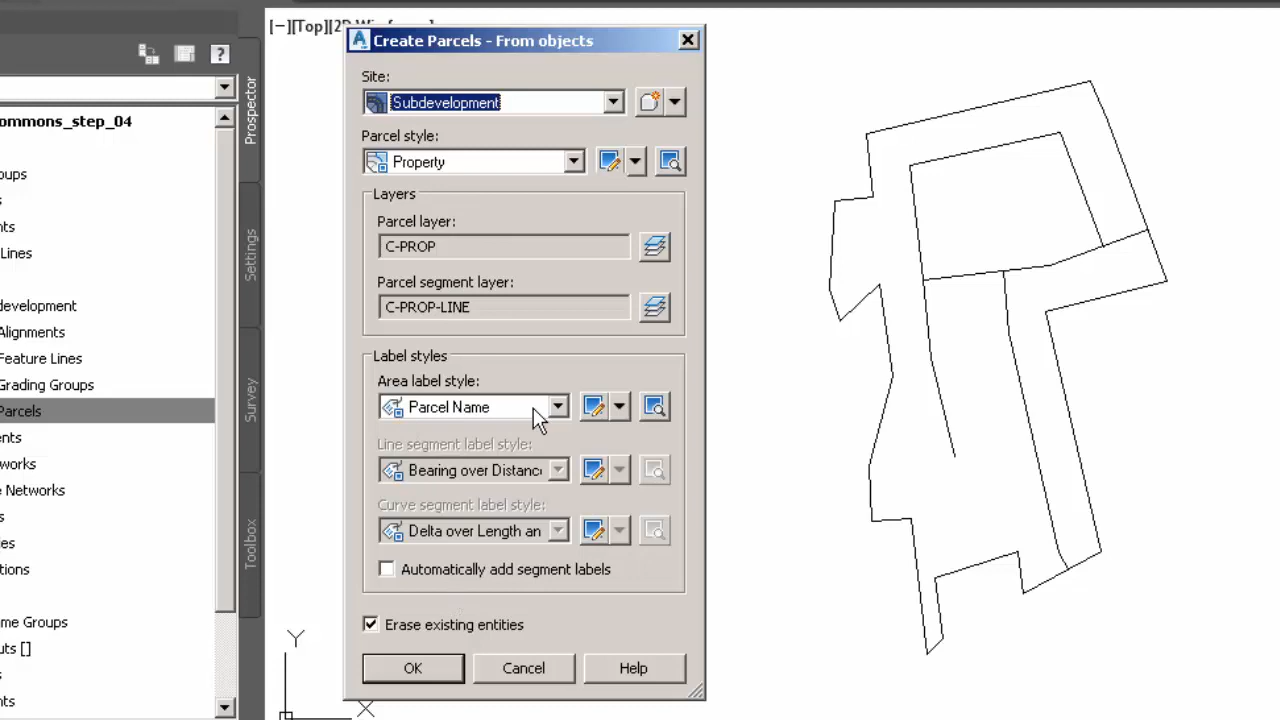 [−][Top][2D Wirefra
Create Parcels - From objects
Site:
Subdevelopment
Parcel style:
Property
Layers
Parcel layer:
C-PROP
Parcel segment layer:
C-PROP-LINE
Label styles
Area label style:
Parcel Name
Line segment label style:
Bearing over Distanc
Curve segment label style:
Delta over Length an
Automatically add segment labels
Erase existing entities
OK
Cancel
Help
?
ommons_step_04
oups
s
nts
Lines
development
Alignments
Feature Lines
Grading Groups
Parcels
ents
works
e Networks
s
ies
tions
me Groups
uts []
s
nts
Prospector
Settings
Survey
Toolbox
Y
X